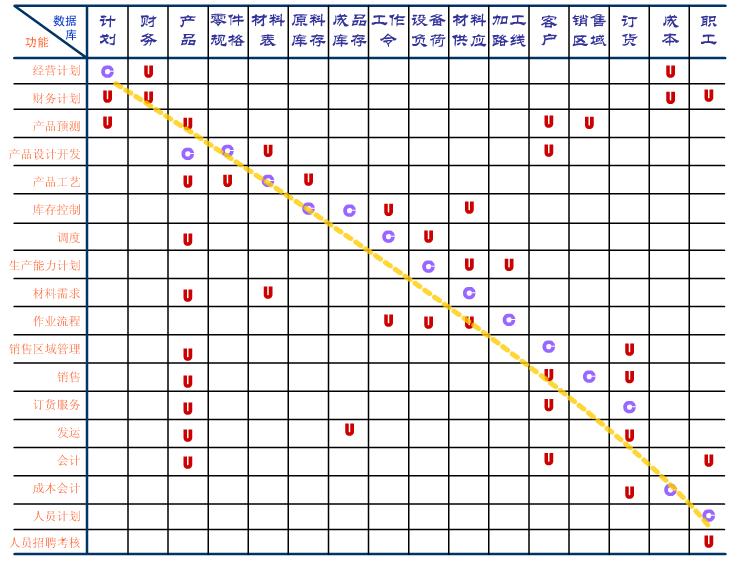 数据 计 财 产 零件 材料 原料 成品 工作 设备 材料 加工 客 销售 订 成 职
库 划 务 品 规格 表 库存 库存 令 负荷 供应 路线 户 区域 货 本 工
功能
经营计划 C U U
财务计划 U U U U
产品预测 U U U U
产品设计开发 C C U U
产品工艺 U U C U
库存控制 C C U U
调度 U C U
生产能力计划 C U U
材料需求 U U C
作业流程 U U U C
销售区域管理 U C U
销售 U U C U
订货服务 U U C
发运 U U U
会计 U U U
成本会计 U C
人员计划 C
人员招聘考核 U